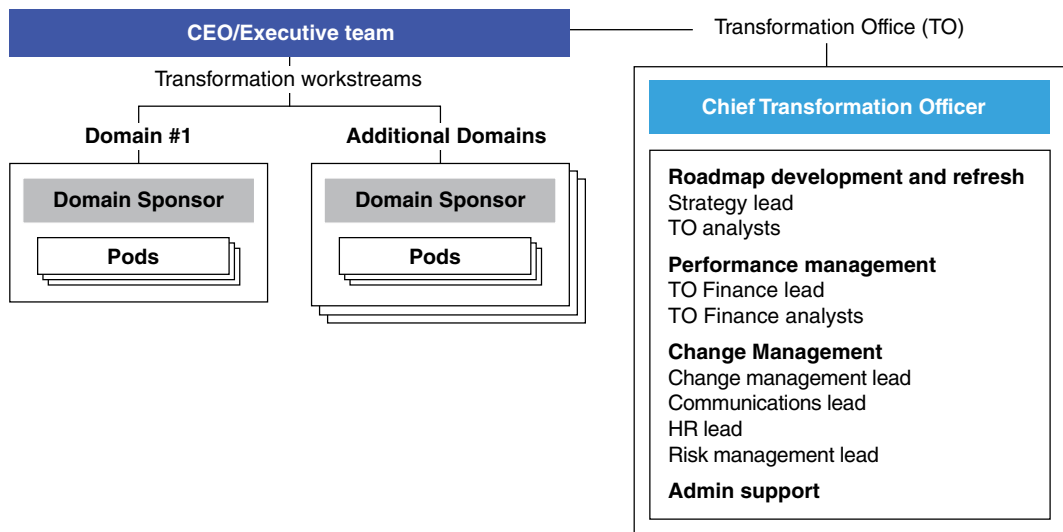 CEO/Executive team
Transformation Office (TO)
Transformation workstreams
Domain #1
Additional Domains
Domain Sponsor
Domain Sponsor
Pods
Pods
Chief Transformation Officer
Roadmap development and refresh
Strategy lead
TO analysts
Performance management
TO Finance lead
TO Finance analysts
Change Management
Change management lead
Communications lead
HR lead
Risk management lead
Admin support